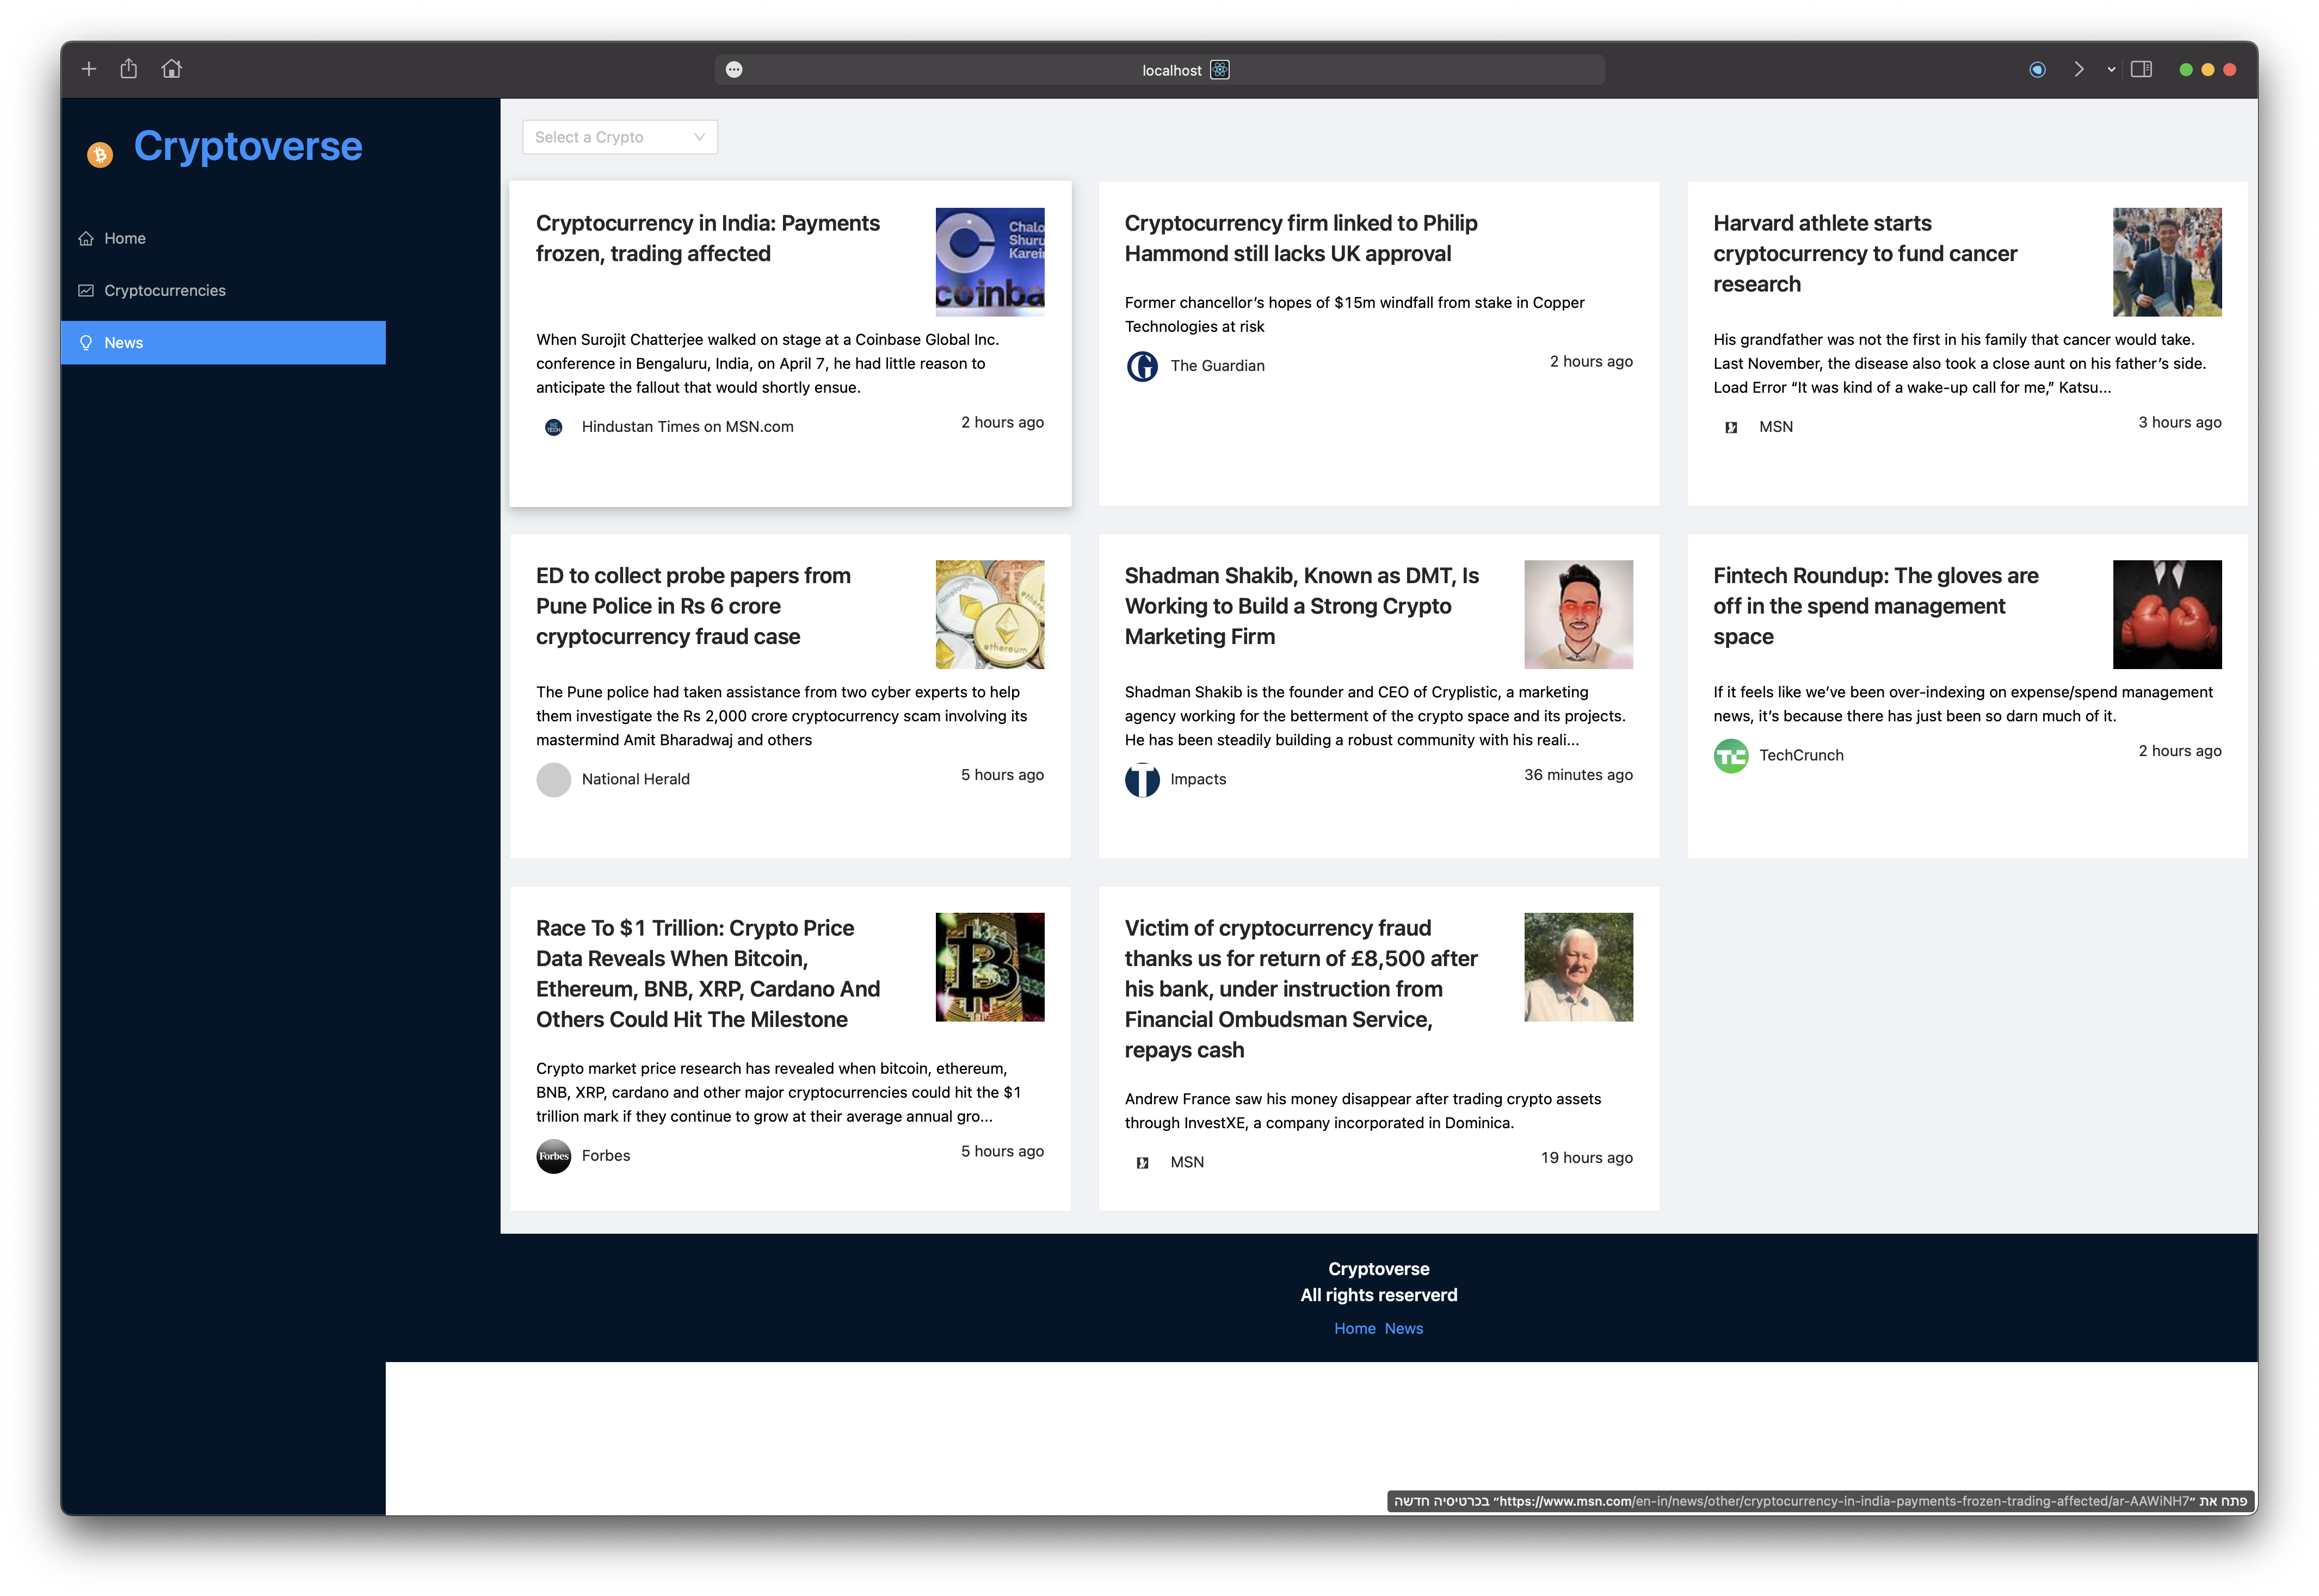 localhost
Cryptoverse
Home
Cryptocurrencies
News
Select a Crypto
Cryptocurrency in India: Payments
frozen, trading affected
Chalo
Shuru
Karein
coinba
When Surojit Chatterjee walked on stage at a Coinbase Global Inc.
conference in Bengaluru, India, on April 7, he had little reason to
anticipate the fallout that would shortly ensue.
TECH
Hindustan Times on MSN.com
2 hours ago
Cryptocurrency firm linked to Philip
Hammond still lacks UK approval
Former chancellor’s hopes of $15m windfall from stake in Copper
Technologies at risk
G
The Guardian
2 hours ago
Harvard athlete starts
cryptocurrency to fund cancer
research
His grandfather was not the first in his family that cancer would take.
Last November, the disease also took a close aunt on his father’s side.
Load Error “It was kind of a wake-up call for me,” Katsu...
MSN
3 hours ago
ED to collect probe papers from
Pune Police in Rs 6 crore
cryptocurrency fraud case
ethereum
The Pune police had taken assistance from two cyber experts to help
them investigate the Rs 2,000 crore cryptocurrency scam involving its
mastermind Amit Bharadwaj and others
National Herald
5 hours ago
Shadman Shakib, Known as DMT, Is
Working to Build a Strong Crypto
Marketing Firm
Shadman Shakib is the founder and CEO of Cryplistic, a marketing
agency working for the betterment of the crypto space and its projects.
He has been steadily building a robust community with his reali...
T
Impacts
36 minutes ago
Fintech Roundup: The gloves are
off in the spend management
space
If it feels like we’ve been over-indexing on expense/spend management
news, it’s because there has just been so darn much of it.
TC
TechCrunch
2 hours ago
Race To $1 Trillion: Crypto Price
Data Reveals When Bitcoin,
Ethereum, BNB, XRP, Cardano And
Others Could Hit The Milestone
Crypto market price research has revealed when bitcoin, ethereum,
BNB, XRP, cardano and other major cryptocurrencies could hit the $1
trillion mark if they continue to grow at their average annual gro...
Forbes
Forbes
5 hours ago
Victim of cryptocurrency fraud
thanks us for return of £8,500 after
his bank, under instruction from
Financial Ombudsman Service,
repays cash
Andrew France saw his money disappear after trading crypto assets
through InvestXE, a company incorporated in Dominica.
MSN
19 hours ago
Cryptoverse
All rights reserverd
Home News
פתח את ״https://www.msn.com/en-in/news/other/cryptocurrency-in-india-payments-frozen-trading-affected/ar-AAWiNH7״ בכרטיסיה חדשה